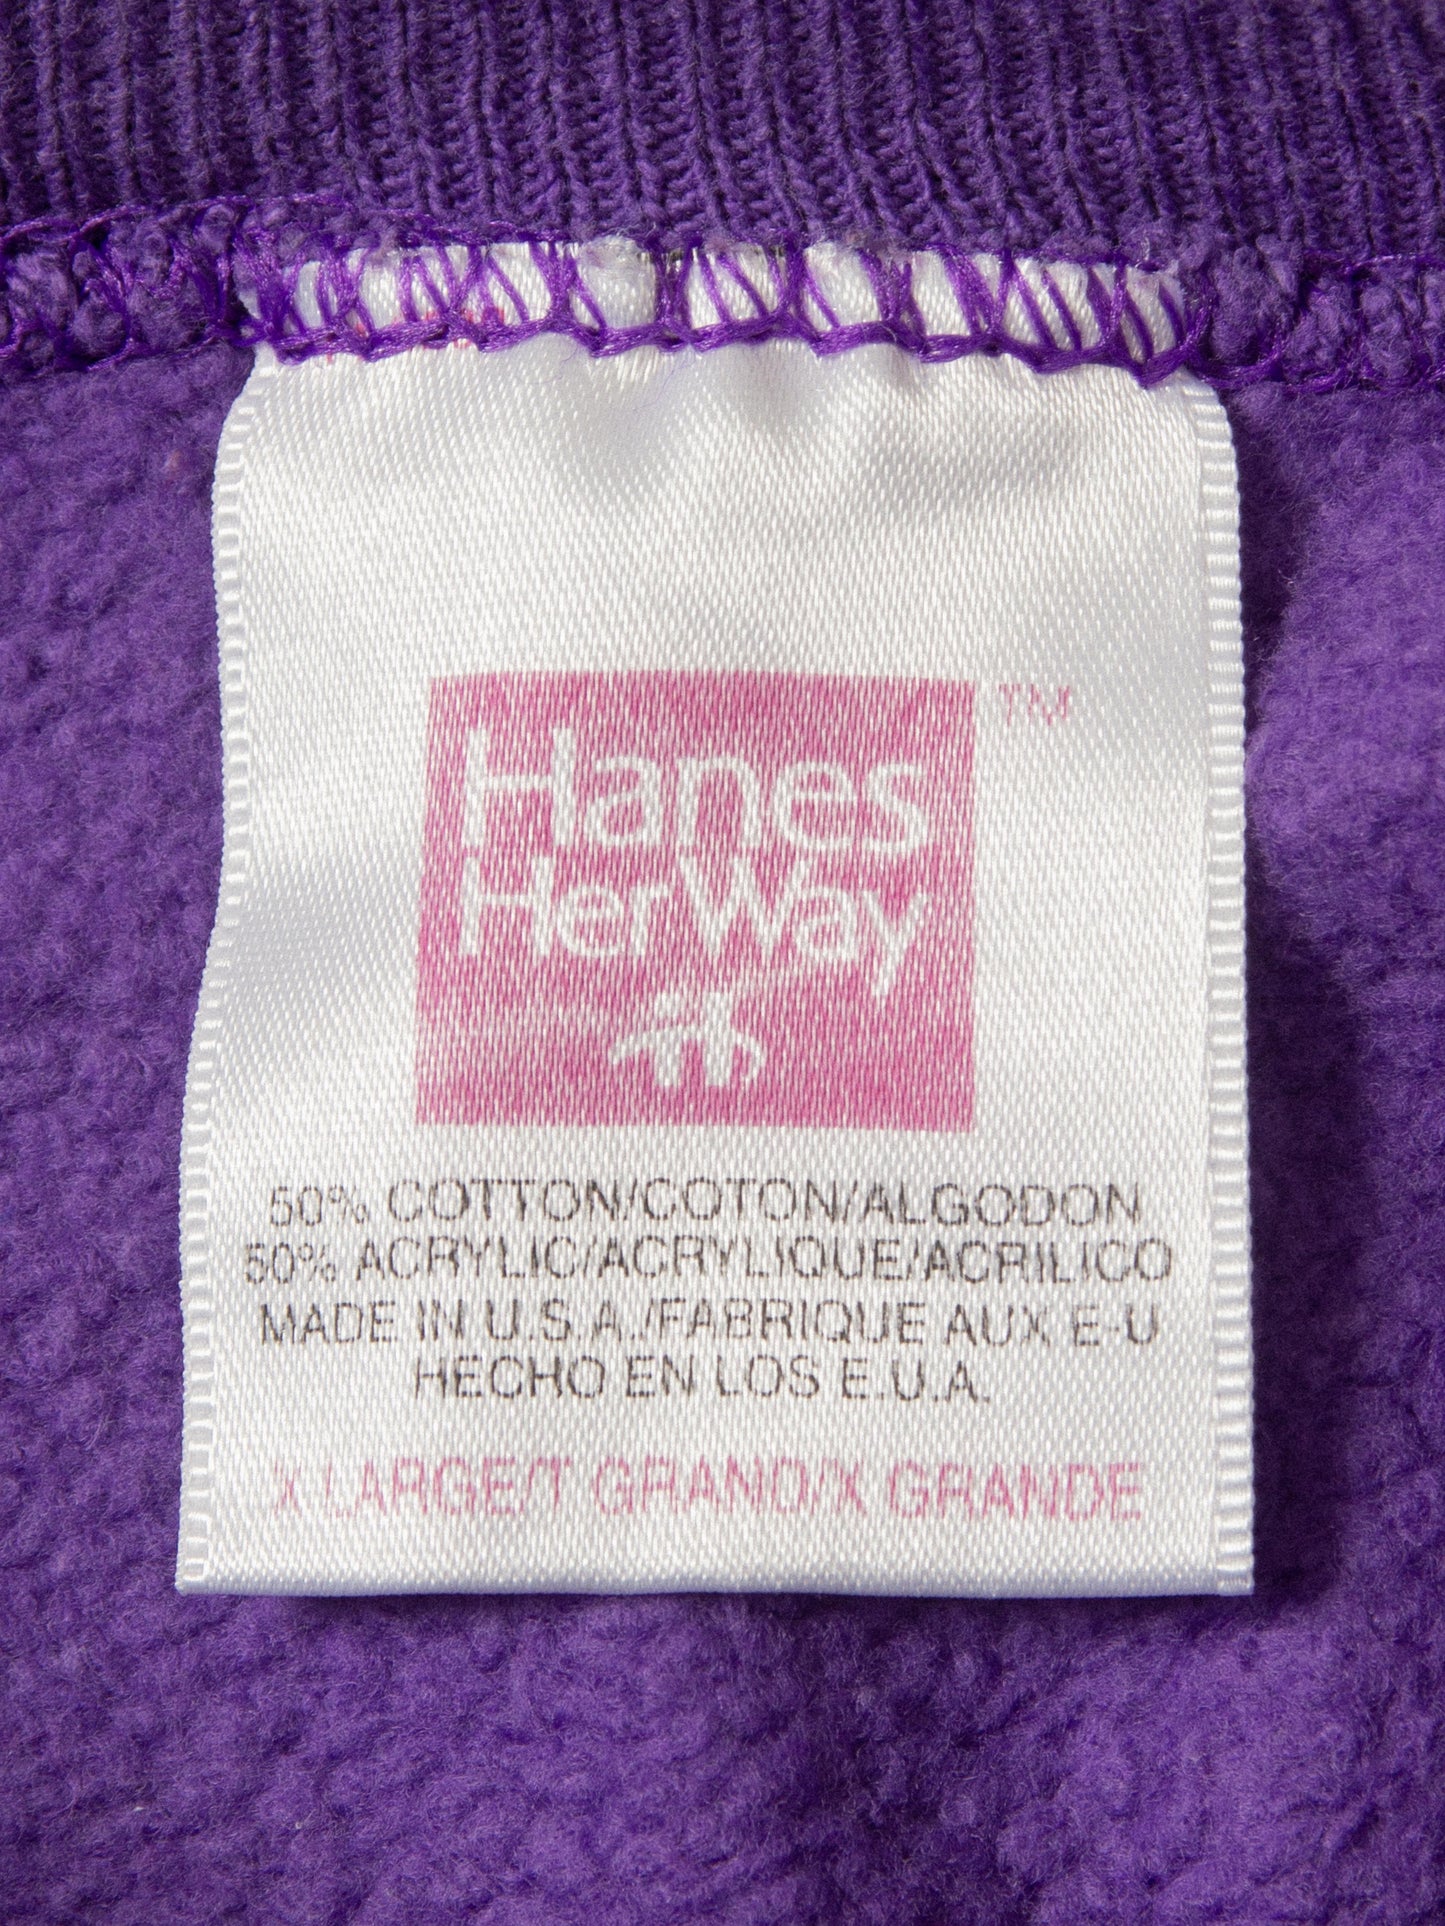 Hanes
HerWay
TM
50% COTTON/COTON/ALGODON
50% ACRYLIC/ACRYLIQUE/ACRILICO
MADE IN U.S.A./FABRIQUE AUX E-U
HECHO EN LOS E.U.A.
X LARGE/T GRAND/X GRANDE